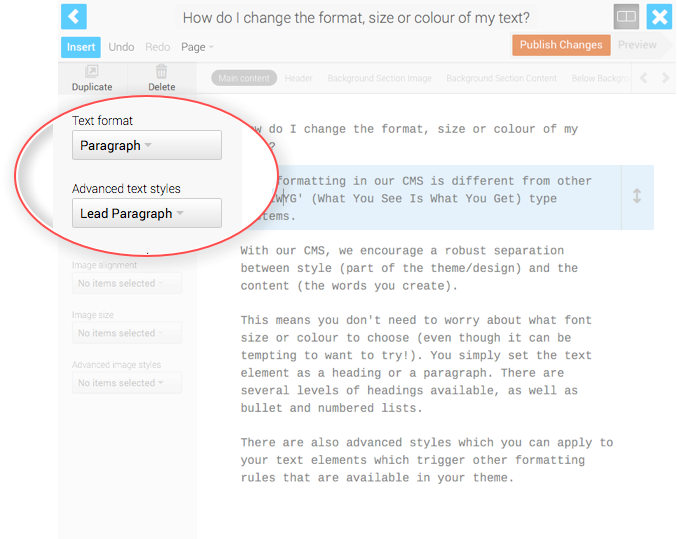 How do I change the format, size or colour of my text?
Insert Undo Redo Page
Publish Changes Preview
Duplicate Delete
Main content Header Background Section Image Background Section Content Below
Text format
Paragraph
Advanced text styles
Lead Paragraph
Image alignment
No items selected
Image size
No items selected
Advanced image styles
No items selected
do I change the format, size or colour of my
formatting in our CMS is different from other
(What You See Is What You Get) type
With our CMS, we encourage a robust separation
between style (part of the theme/design) and the
content (the words you create).
This means you don't need to worry about what font
size or colour to choose (even though it can be
tempting to want to try!). You simply set the text
element as a heading or a paragraph. There are
several levels of headings available, as well as
bullet and numbered lists.
There are also advanced styles which you can apply to
your text elements which trigger other formatting
rules that are available in your theme.